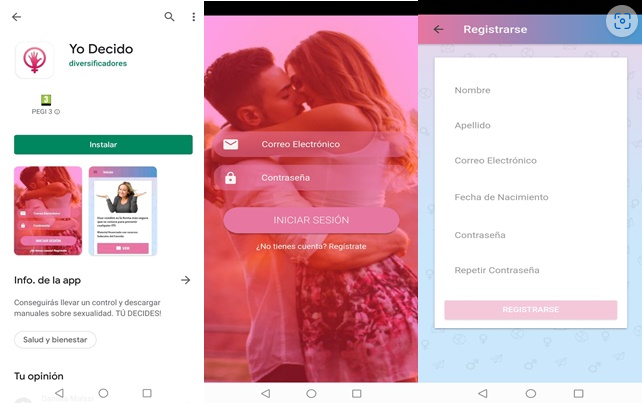 Yo Decido
diversificadores
3
PEGI 3
Instalar
Info. de la app
Conseguirás llevar un control y descargar
manuales sobre sexualidad. TÚ DECIDES!
Salud y bienestar
Tu opinión
Correo Electrónico
Contraseña
INICIAR SESIÓN
¿No tienes cuenta? Registrate
Registrarse
Nombre
Apellido
Correo Electrónico
Fecha de Nacimiento
Contraseña
Repetir Contraseña
REGISTRARSE